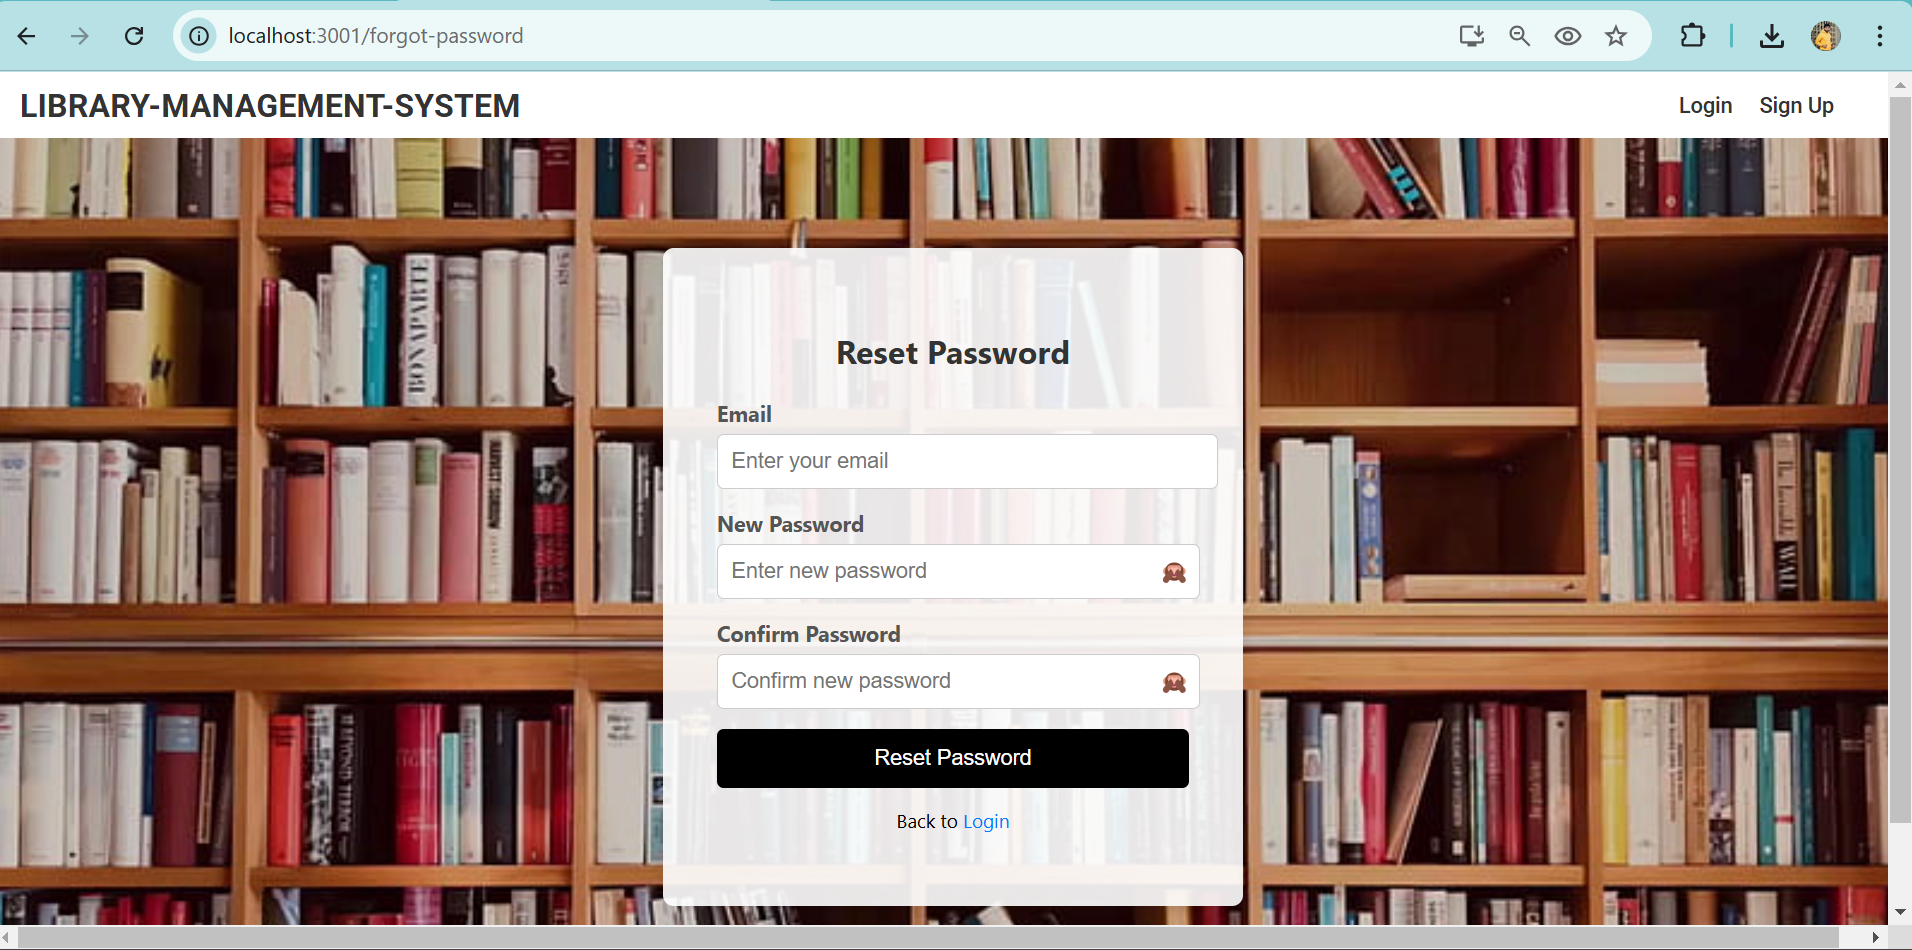 localhost:3001/forgot-password
LIBRARY-MANAGEMENT-SYSTEM
Login
Sign Up
BONAPARTE
Reset Password
Email
Enter your email
New Password
Enter new password
Confirm Password
Confirm new password
Reset Password
Back to Login